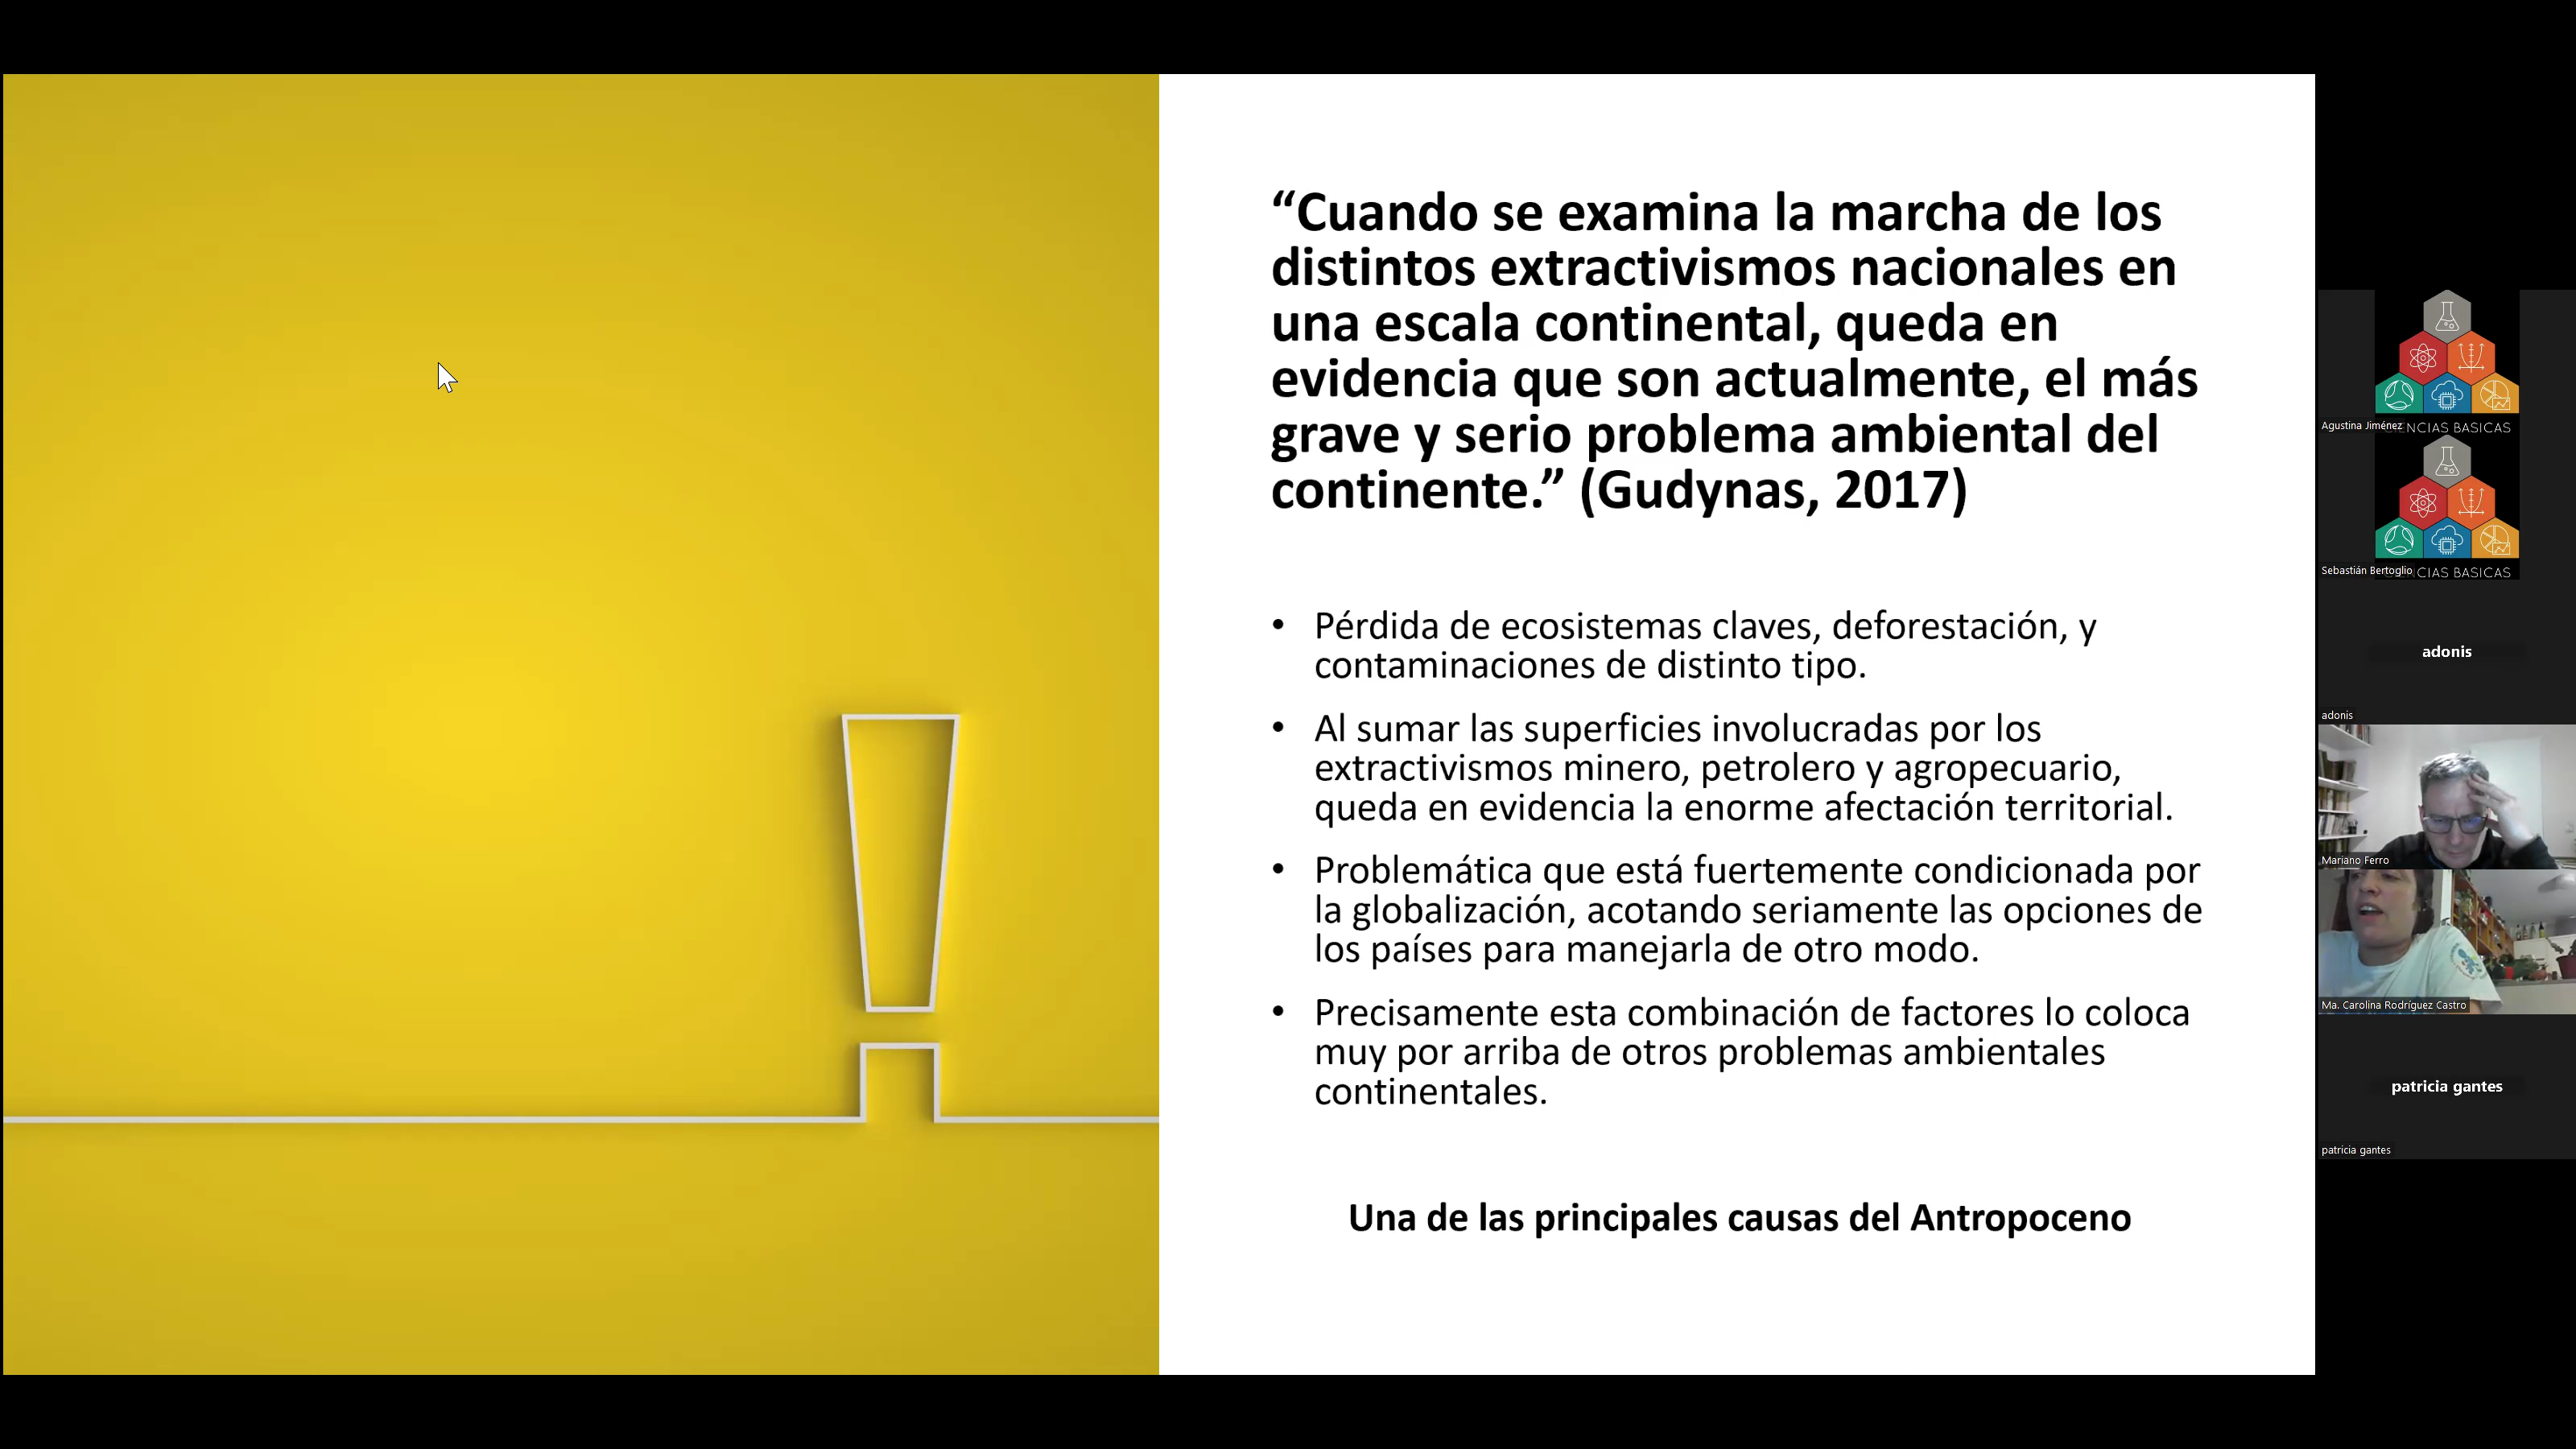 “Cuando se examina la marcha de los
distintos extractivismos nacionales en
una escala continental, queda en
evidencia que son actualmente, el más
grave y serio problema ambiental del
continente.” (Gudynas, 2017)
• Pérdida de ecosistemas claves, deforestación, y
contaminaciones de distinto tipo.
• Al sumar las superficies involucradas por los
extractivismos minero, petrolero y agropecuario,
queda en evidencia la enorme afectación territorial.
• Problemática que está fuertemente condicionada por
la globalización, acotando seriamente las opciones de
los países para manejarla de otro modo.
• Precisamente esta combinación de factores lo coloca
muy por arriba de otros problemas ambientales
continentales.
Una de las principales causas del Antropoceno
Agustina Jiménez
BASICAS
Sebastián Bertoglio
BASICAS
adonis
adonis
Mariano Ferro
Ma. Carolina Rodríguez Castro
patricia gantes
patricia gantes